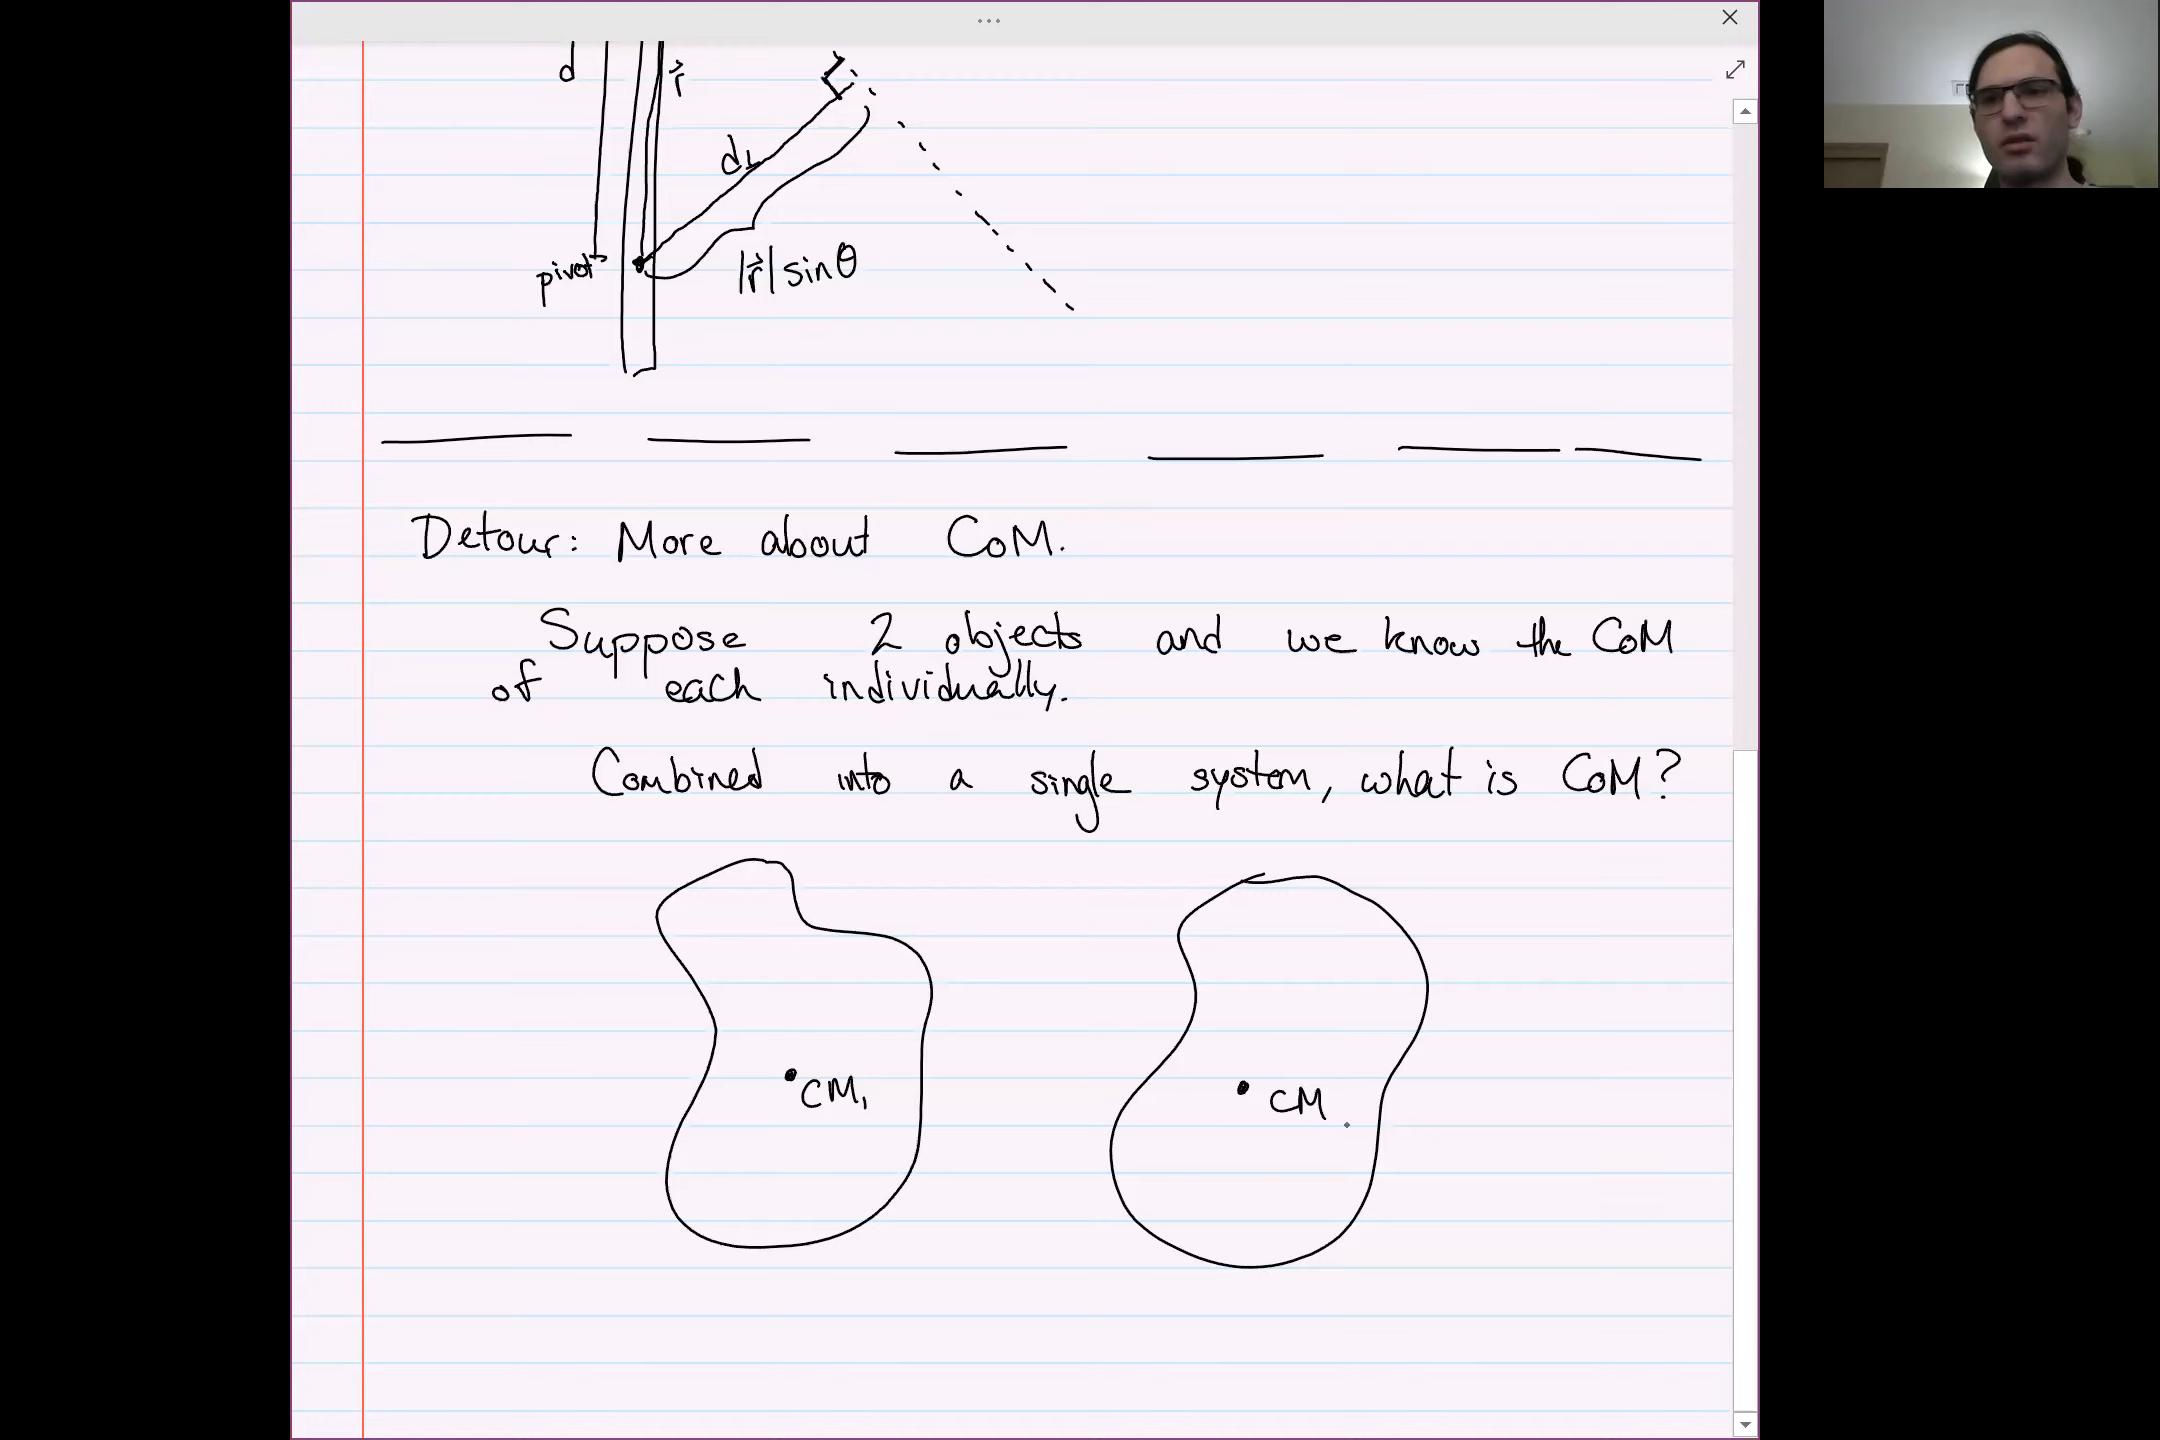 d
r⃗
d⊥
pivot
|r⃗| sinθ
Detour: More about CoM.
Suppose 2 objects and we know the CoM
of each individually.
Combined into a single system, what is CoM?
CM₁
CM